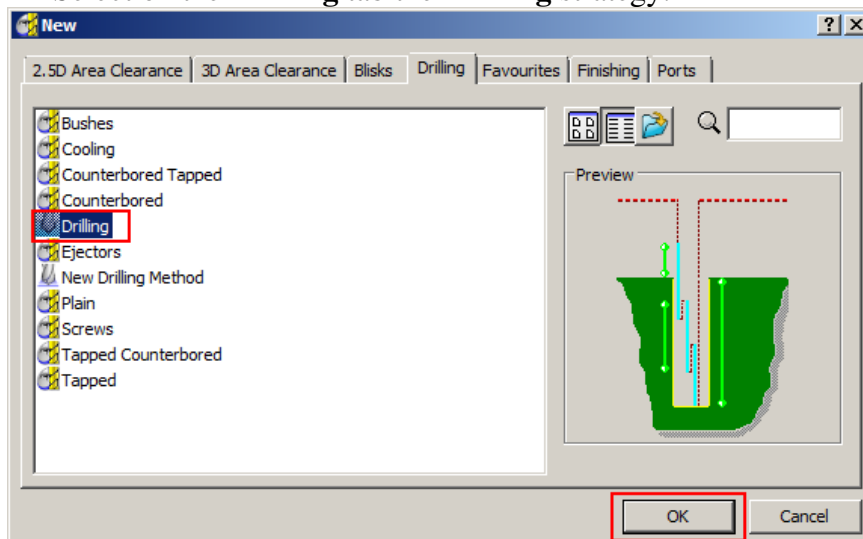 New
2.5D Area Clearance 3D Area Clearance Blisks Drilling Favourites Finishing Ports
Bushes
Cooling
Counterbored Tapped
Counterbored
Drilling
Ejectors
New Drilling Method
Plain
Screws
Tapped Counterbored
Tapped
Preview
OK Cancel